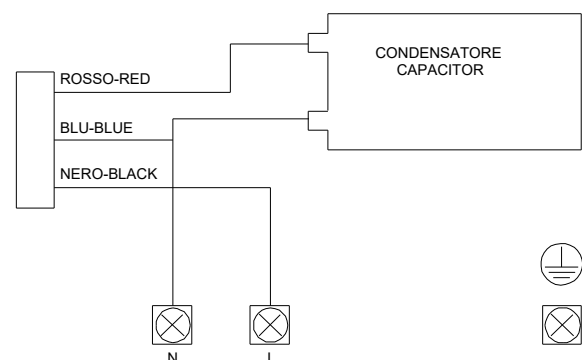 CONDENSATORE
CAPACITOR
ROSSO-RED
BLU-BLUE
NERO-BLACK
N L